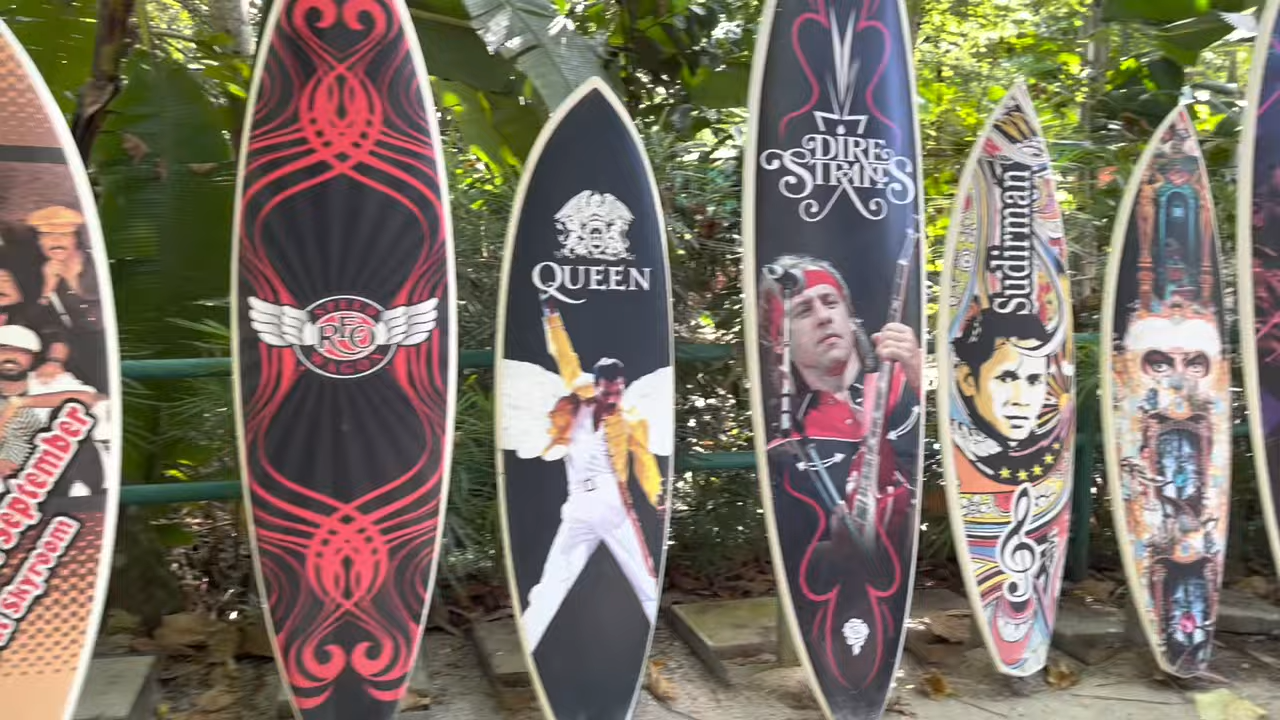 september
SKYROOM
REO
QUEEN
DIRE
STRAITS
Sudirman